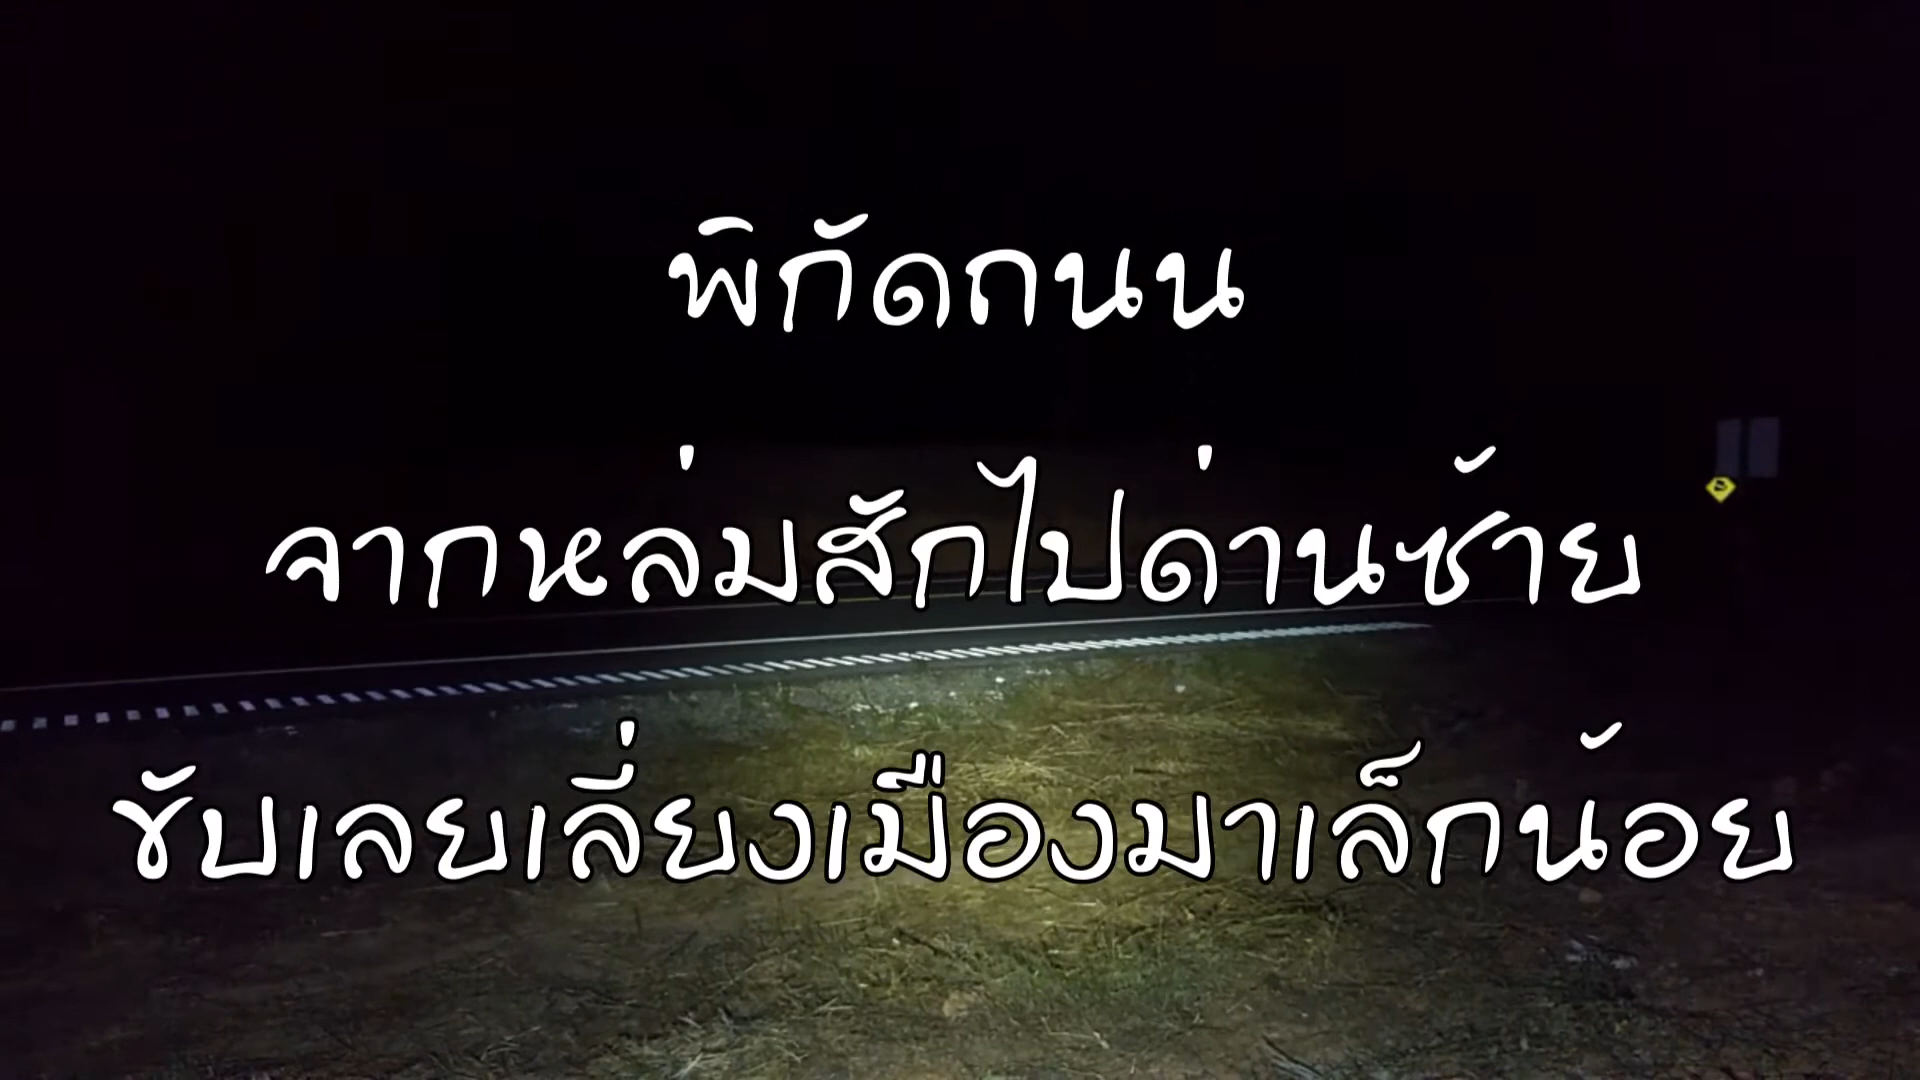 พิกัดถนน
จากหล่มสักไปด่านซ้าย
ขับเลยเลี่ยงเมืองมาเล็กน้อย